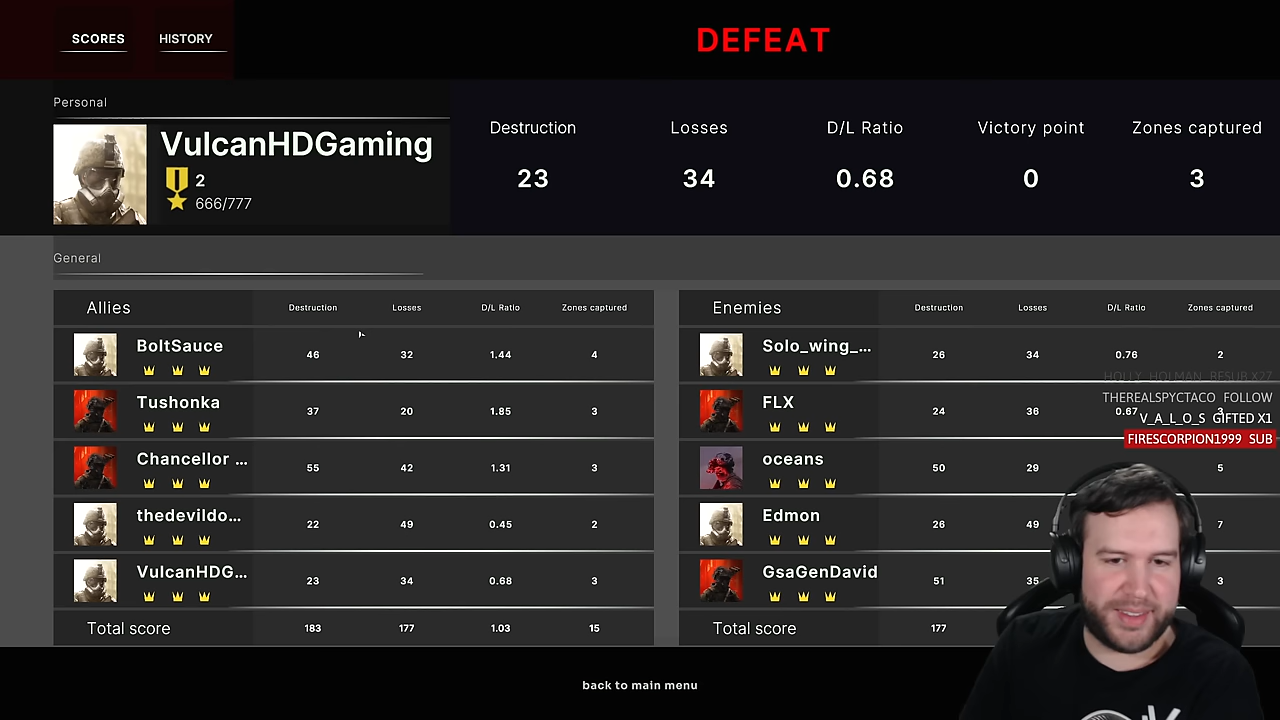 SCORES HISTORY DEFEAT
Personal
VulcanHDGaming
2
666/777
Destruction Losses D/L Ratio Victory point Zones captured
23 34 0.68 0 3
General
Allies Destruction Losses D/L Ratio Zones captured
BoltSauce 46 32 1.44 4
Tushonka 37 20 1.85 3
Chancellor ... 55 42 1.31 3
thedevildo... 22 49 0.45 2
VulcanHDG... 23 34 0.68 3
Total score 183 177 1.03 15
Enemies Destruction Losses D/L Ratio Zones captured
Solo_wing_... 26 34 0.76 2
FLX 24 36 0.67
oceans 50 29 5
Edmon 26 49 7
GsaGenDavid 51 35 3
Total score 177
HOLLY_HOLMAN_ RESUB X27
THEREALSPYCTACO FOLLOW
V_A_L_O_S GIFTED X1
FIRESCORPION1999 SUB
back to main menu